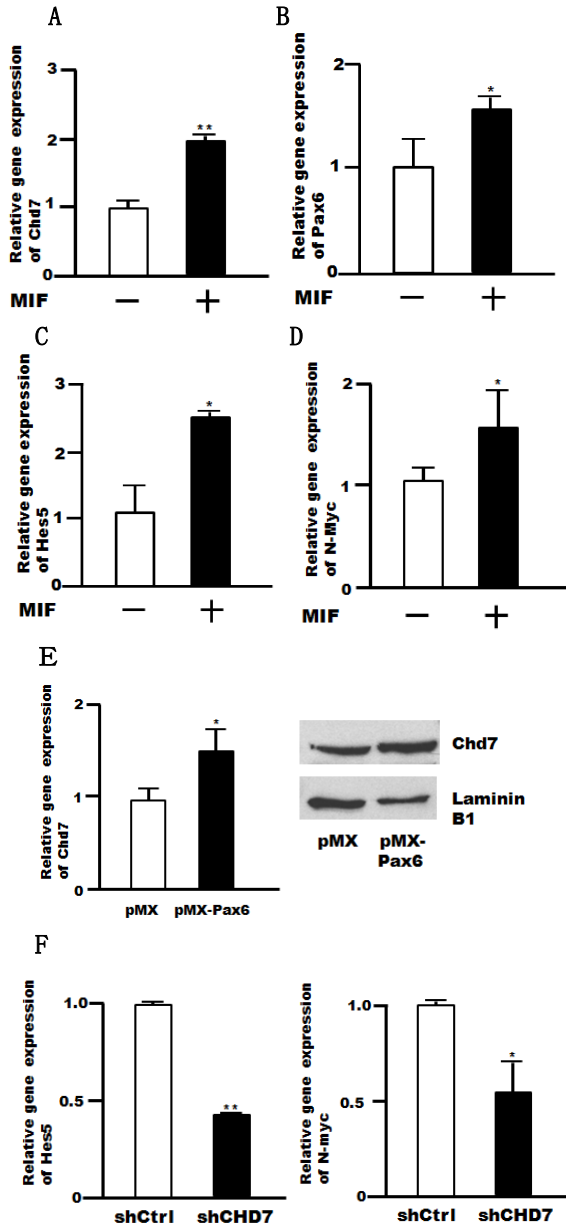 A
Relative gene expression
of Chd7
3
2
1
0
**
MIF
—
+
B
Relative gene expression
of Pax6
2
1
0
*
MIF
—
+
C
Relative gene expression
of Hes5
3
2
1
0
*
MIF
—
+
D
Relative gene expression
of N-Myc
2
1
0
*
MIF
—
+
E
Relative gene expression
of Chd7
2
1
0
*
pMX pMX-Pax6
Chd7
Laminin
B1
pMX pMX-
Pax6
F
Relative gene expression
of Hes5
1.0
0.5
0
**
shCtrl shCHD7
Relative gene expression
of N-myc
1.0
0.5
0
*
shCtrl shCHD7